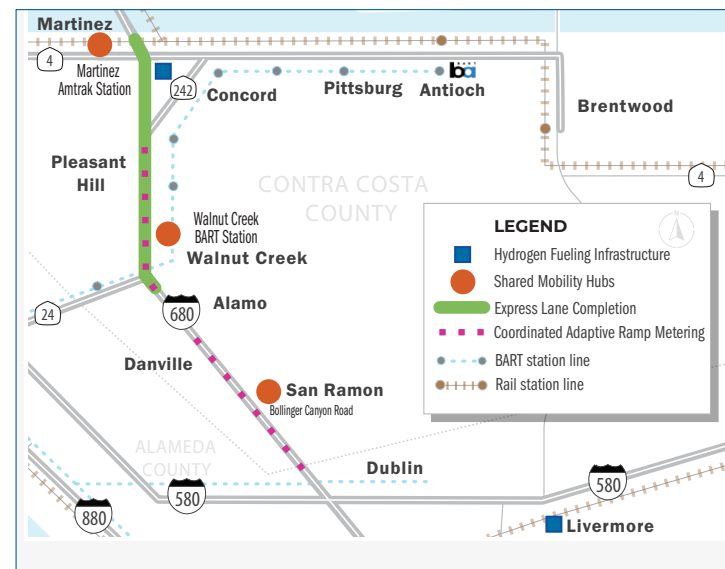 Martinez
4
Martinez
Amtrak Station
242
Concord
Pittsburg
Antioch
BART
ba
Brentwood
Pleasant
Hill
CONTRA COSTA
COUNTY
4
Walnut Creek
BART Station
Walnut Creek
LEGEND
N
Hydrogen Fueling Infrastructure
Shared Mobility Hubs
Express Lane Completion
Coordinated Adaptive Ramp Metering
BART station line
Rail station line
24
680
Alamo
Danville
San Ramon
Bollinger Canyon Road
ALAMEDA
COUNTY
Dublin
580
580
880
Livermore